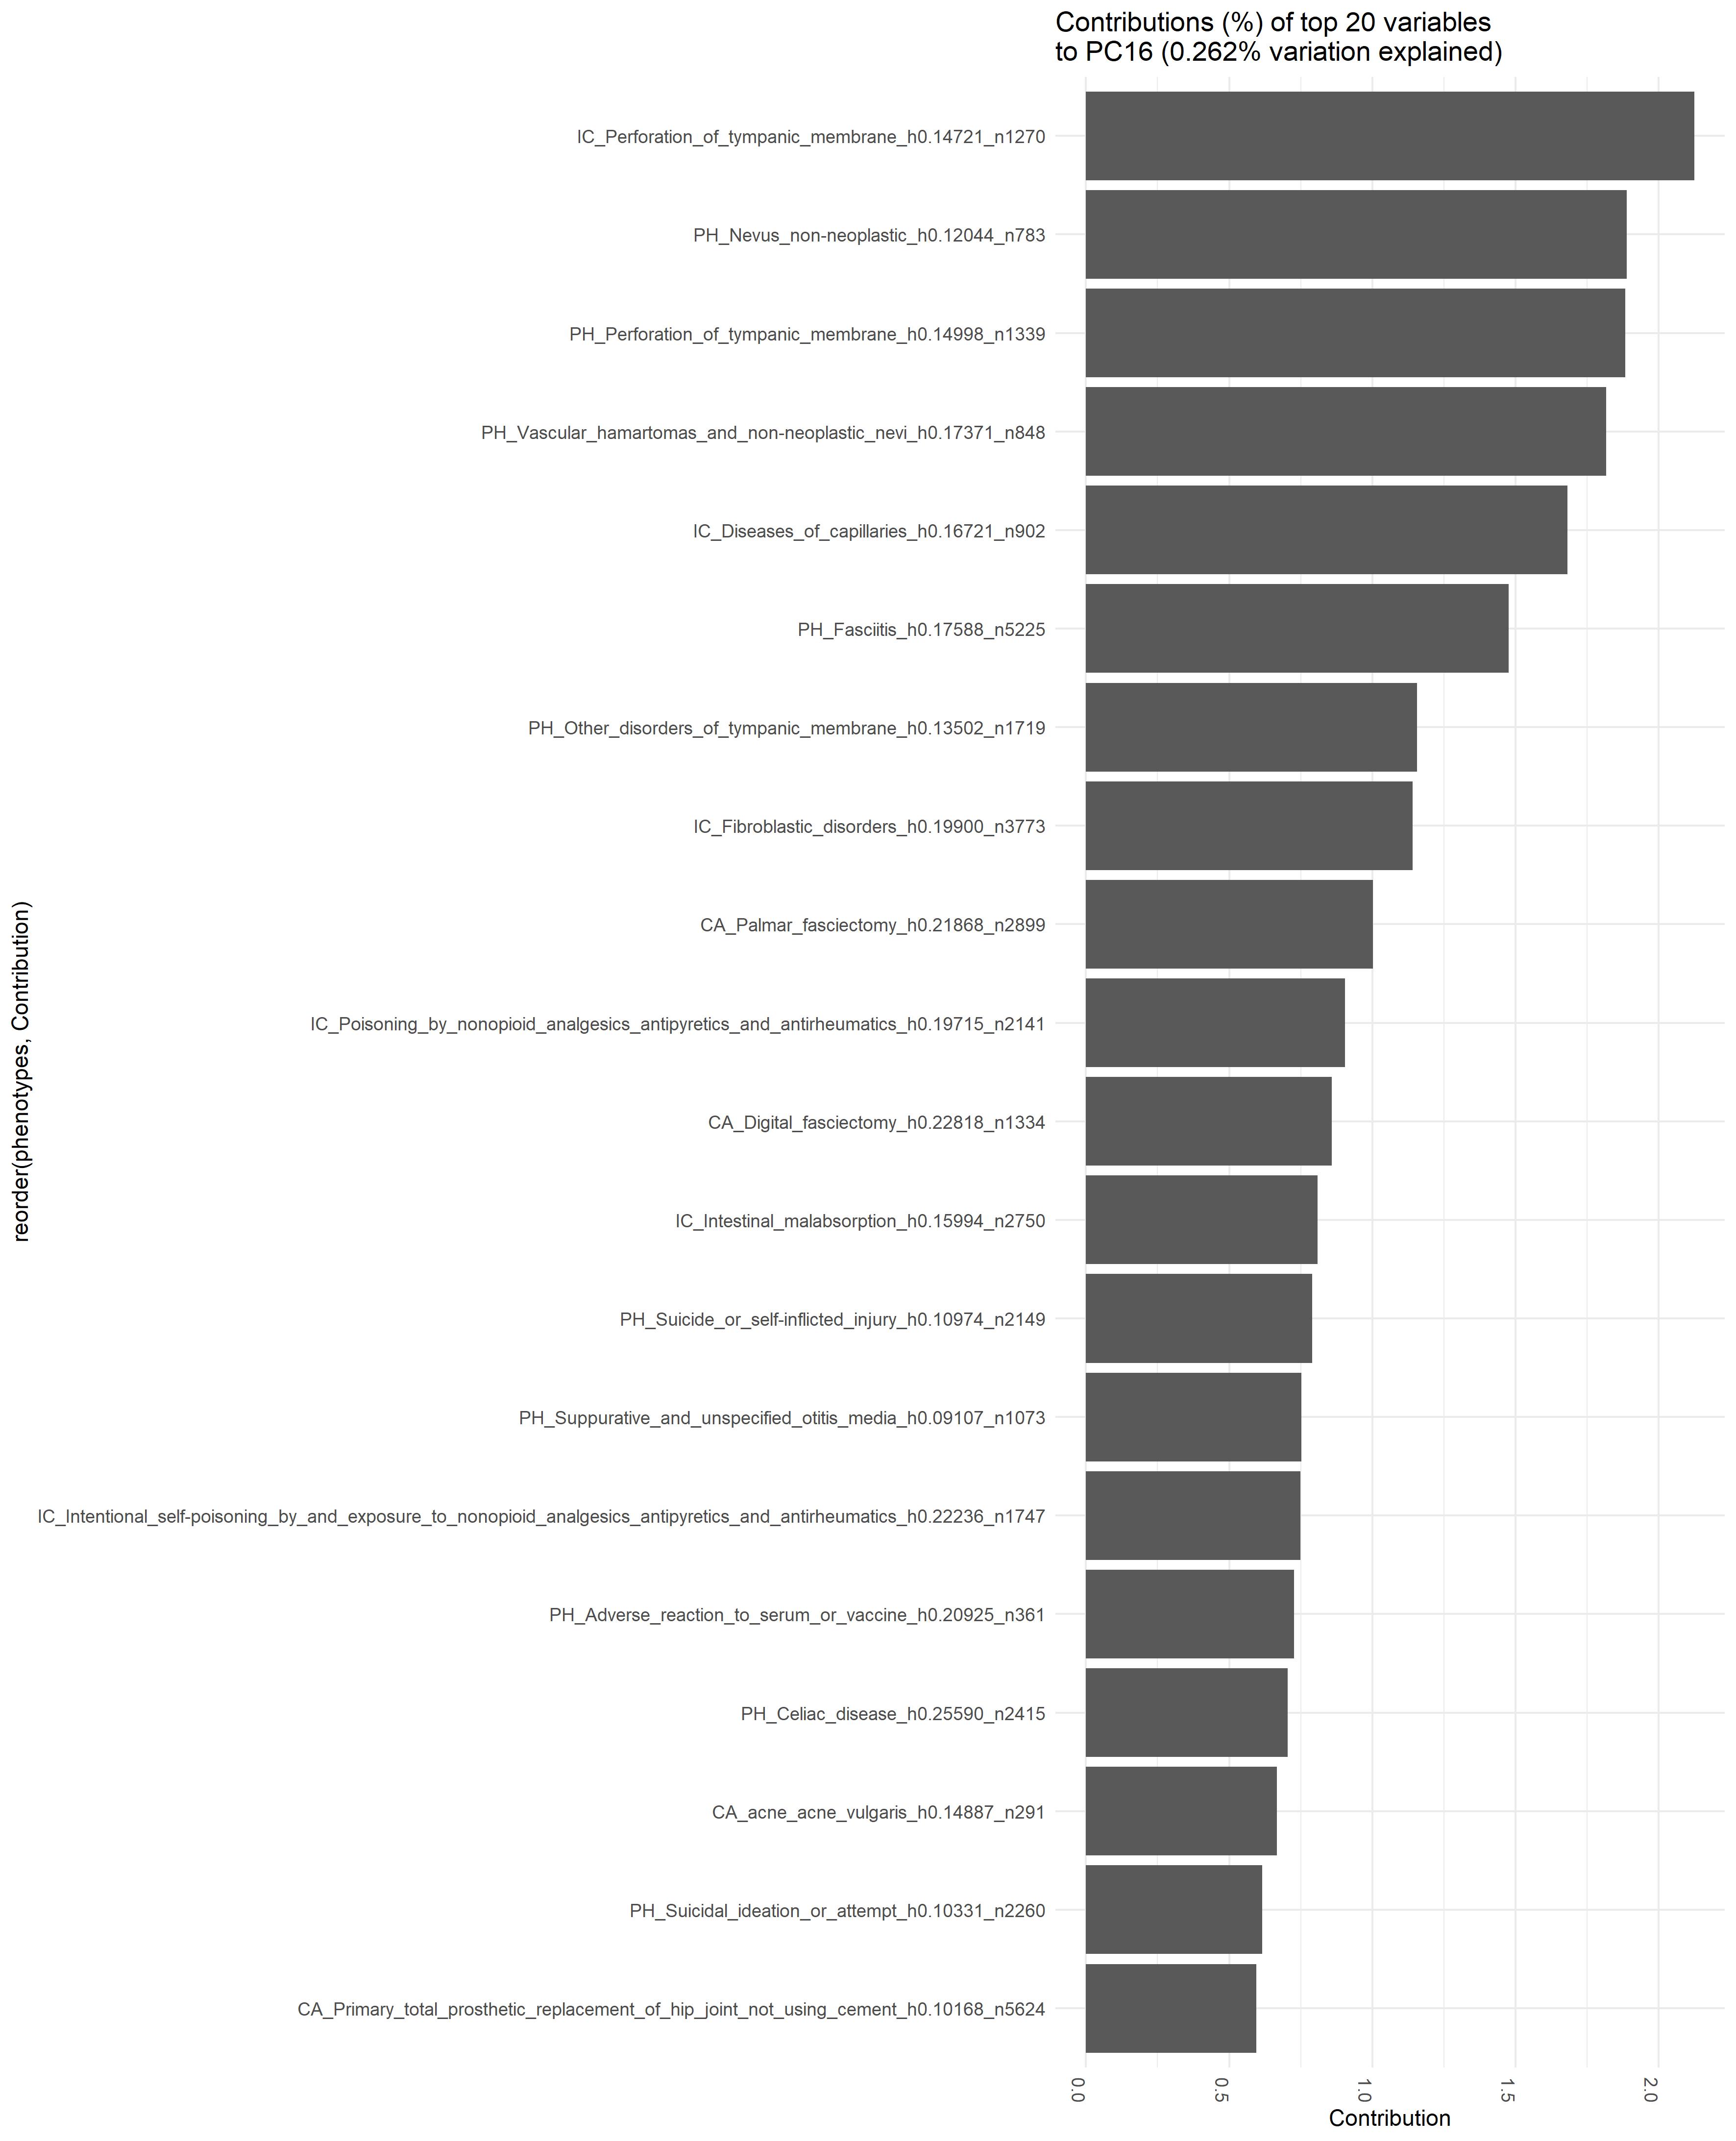 Contributions (%) of top 20 variables
to PC16 (0.262% variation explained)
reorder(phenotypes, Contribution)
IC_Perforation_of_tympanic_membrane_h0.14721_n1270
PH_Nevus_non-neoplastic_h0.12044_n783
PH_Perforation_of_tympanic_membrane_h0.14998_n1339
PH_Vascular_hamartomas_and_non-neoplastic_nevi_h0.17371_n848
IC_Diseases_of_capillaries_h0.16721_n902
PH_Fasciitis_h0.17588_n5225
PH_Other_disorders_of_tympanic_membrane_h0.13502_n1719
IC_Fibroblastic_disorders_h0.19900_n3773
CA_Palmar_fasciectomy_h0.21868_n2899
IC_Poisoning_by_nonopioid_analgesics_antipyretics_and_antirheumatics_h0.19715_n2141
CA_Digital_fasciectomy_h0.22818_n1334
IC_Intestinal_malabsorption_h0.15994_n2750
PH_Suicide_or_self-inflicted_injury_h0.10974_n2149
PH_Suppurative_and_unspecified_otitis_media_h0.09107_n1073
IC_Intentional_self-poisoning_by_and_exposure_to_nonopioid_analgesics_antipyretics_and_antirheumatics_h0.22236_n1747
PH_Adverse_reaction_to_serum_or_vaccine_h0.20925_n361
PH_Celiac_disease_h0.25590_n2415
CA_acne_acne_vulgaris_h0.14887_n291
PH_Suicidal_ideation_or_attempt_h0.10331_n2260
CA_Primary_total_prosthetic_replacement_of_hip_joint_not_using_cement_h0.10168_n5624
0.0
0.5
1.0
1.5
2.0
Contribution